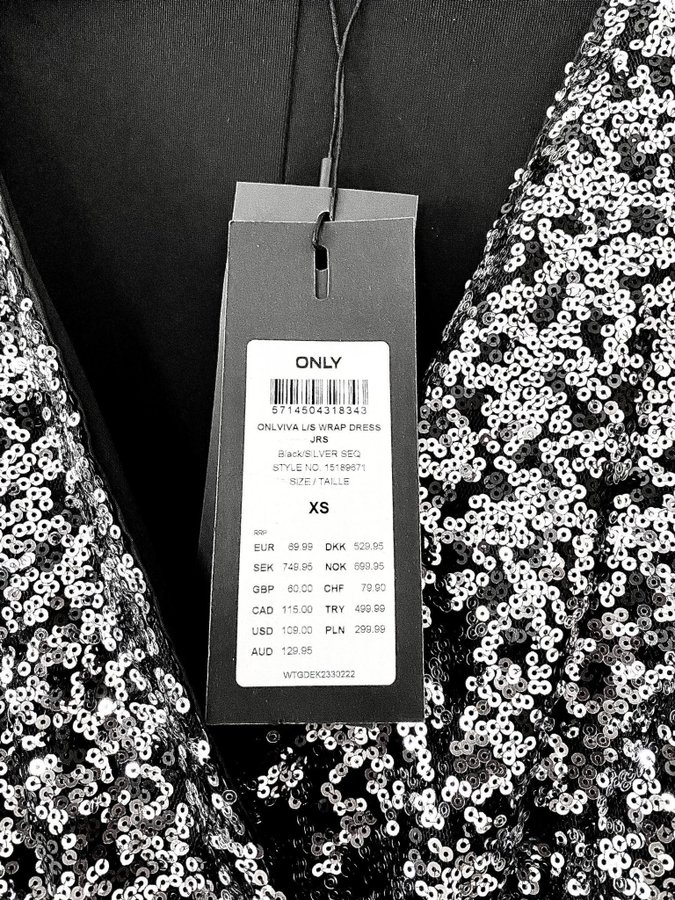 ONLY
5714504318343
ONLVIVA L/S WRAP DRESS
JRS
Black/SILVER SEQ
STYLE NO. 15189671
SIZE / TAILLE
XS
RRP
EUR 69.99 DKK 529.95
SEK 749.95 NOK 699.95
GBP 60.00 CHF 79.90
CAD 115.00 TRY 499.99
USD 109.00 PLN 299.99
AUD 129.95
WTGDEK2330222